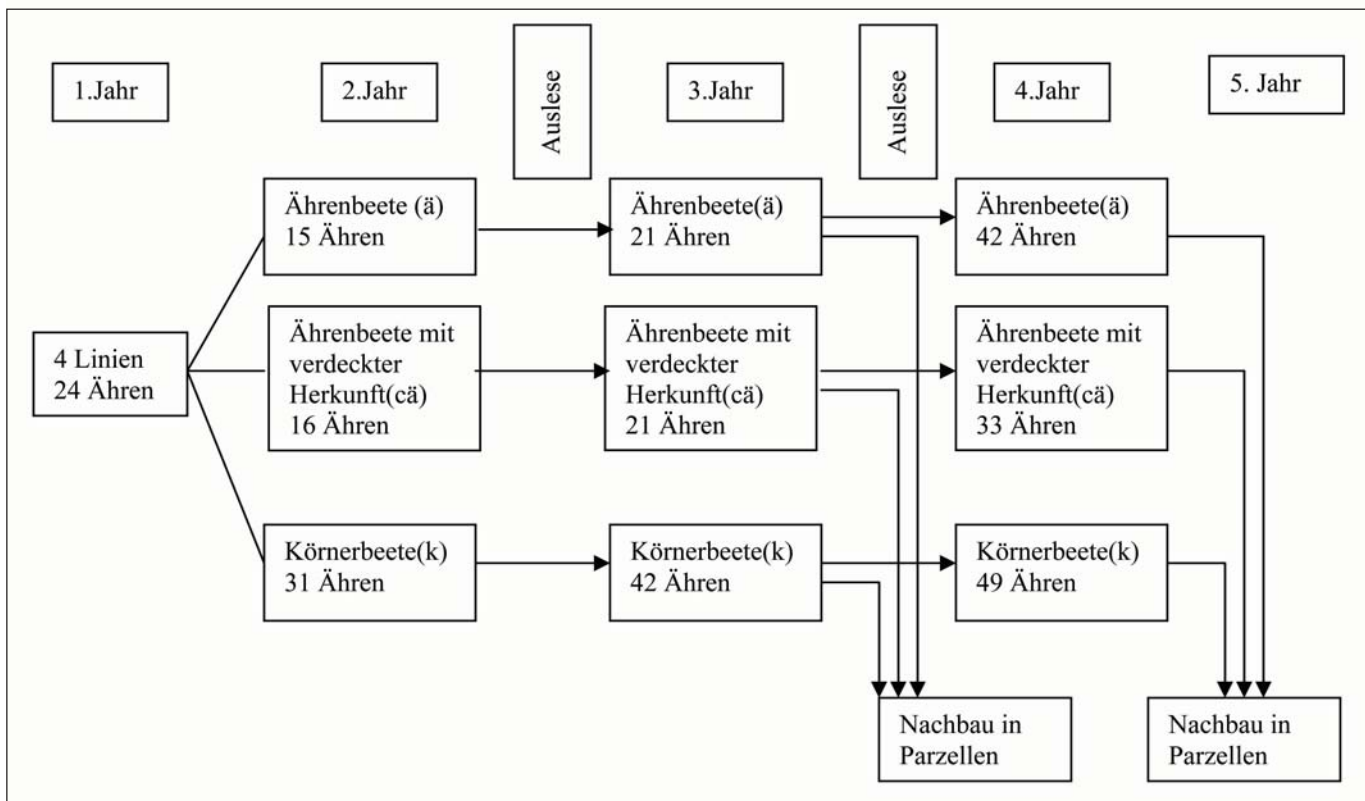 1.Jahr
2.Jahr
Auslese
3.Jahr
Auslese
4.Jahr
5. Jahr
4 Linien
24 Ähren
Ährenbeete (ä)
15 Ähren
Ährenbeete(ä)
21 Ähren
Ährenbeete(ä)
42 Ähren
Ährenbeete mit
verdeckter
Herkunft(cä)
16 Ähren
Ährenbeete mit
verdeckter
Herkunft(cä)
21 Ähren
Ährenbeete mit
verdeckter
Herkunft(cä)
33 Ähren
Körnerbeete(k)
31 Ähren
Körnerbeete(k)
42 Ähren
Körnerbeete(k)
49 Ähren
Nachbau in
Parzellen
Nachbau in
Parzellen